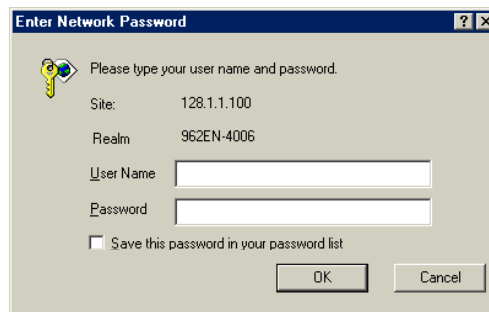 Enter Network Password
Please type your user name and password.
Site: 128.1.1.100
Realm 962EN-4006
User Name
Password
Save this password in your password list
OK Cancel